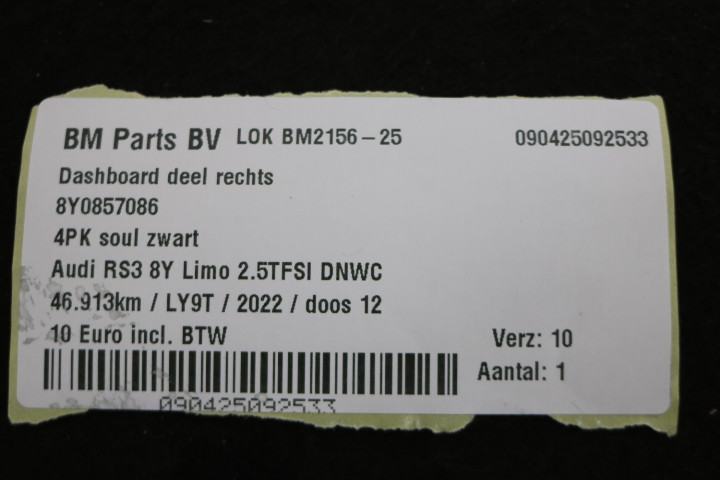 BM Parts BV LOK BM2156-25 090425092533
Dashboard deel rechts
8Y0857086
4PK soul zwart
Audi RS3 8Y Limo 2.5TFSI DNWC
46.913km / LY9T / 2022 / doos 12
10 Euro incl. BTW Verz: 10
Aantal: 1
090425092533